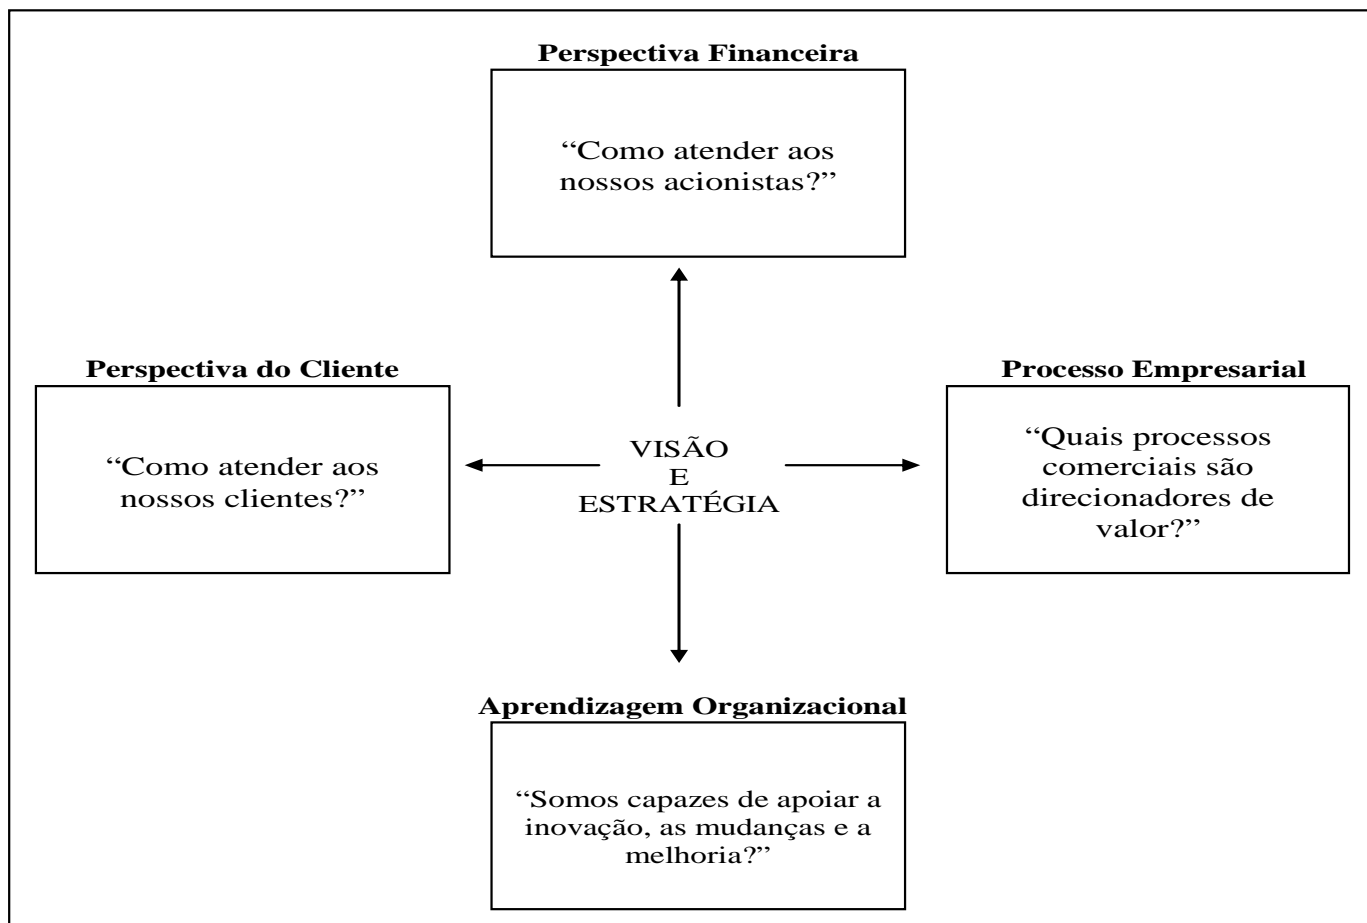 Perspectiva Financeira
“Como atender aos
nossos acionistas?”
Perspectiva do Cliente
“Como atender aos
nossos clientes?”
VISÃO
E
ESTRATÉGIA
Processo Empresarial
“Quais processos
comerciais são
direcionadores de
valor?”
Aprendizagem Organizacional
“Somos capazes de apoiar a
inovação, as mudanças e a
melhoria?”